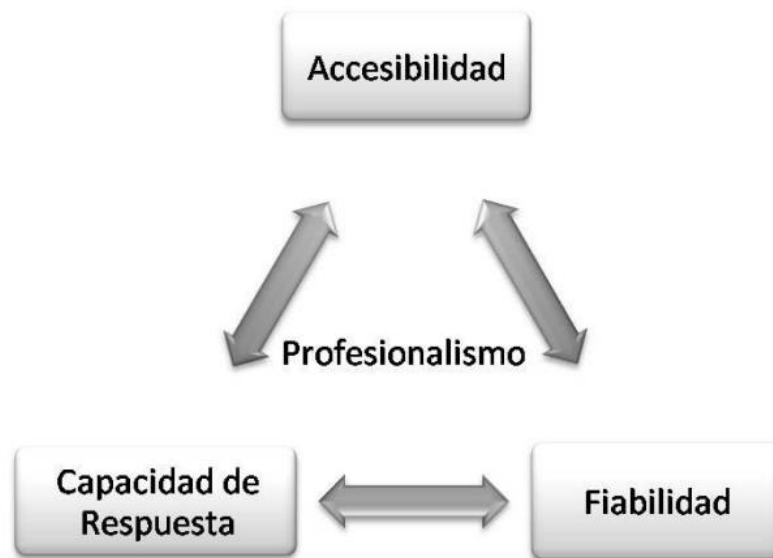 Accesibilidad
Profesionalismo
Capacidad de
Respuesta
Fiabilidad